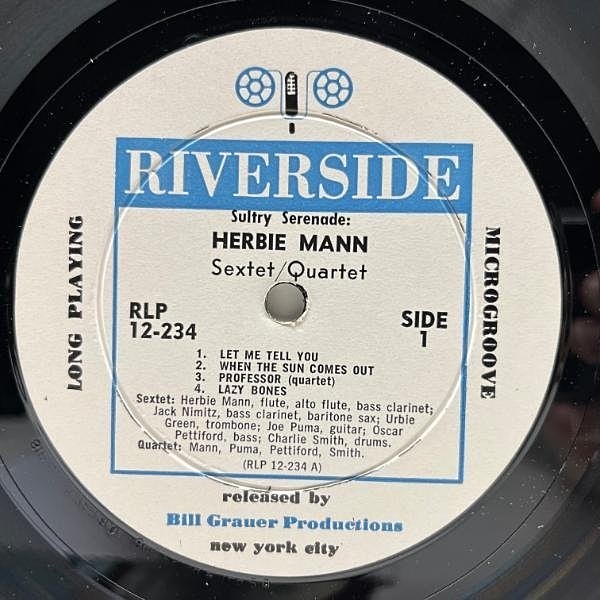 RIVERSIDE
Sultry Serenade:
HERBIE MANN
Sextet/Quartet
LONG PLAYING
MICROGROOVE
RLP
12-234
SIDE
1
1. LET ME TELL YOU
2. WHEN THE SUN COMES OUT
3. PROFESSOR (quartet)
4. LAZY BONES
Sextet: Herbie Mann, flute, alto flute, bass clarinet;
Jack Nimitz, bass clarinet, baritone sax; Urbie
Green, trombone; Joe Puma, guitar; Oscar
Pettiford, bass; Charlie Smith, drums.
Quartet: Mann, Puma, Pettiford, Smith.
(RLP 12-234 A)
released by
Bill Grauer Productions
new york city